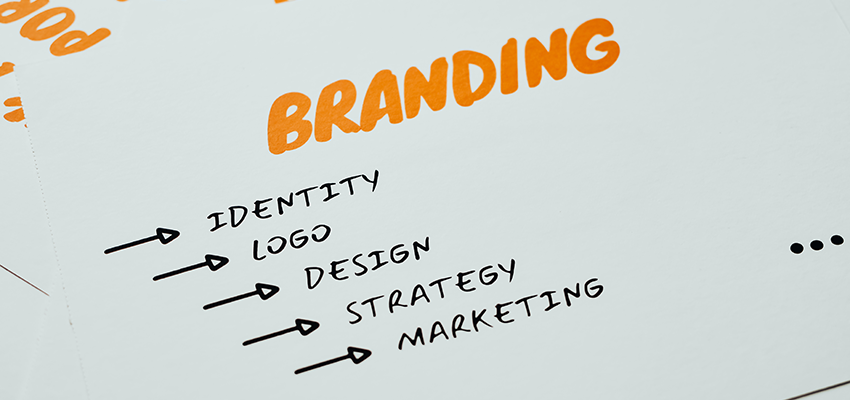 BRANDING
IDENTITY
LOGO
DESIGN
STRATEGY
MARKETING
...